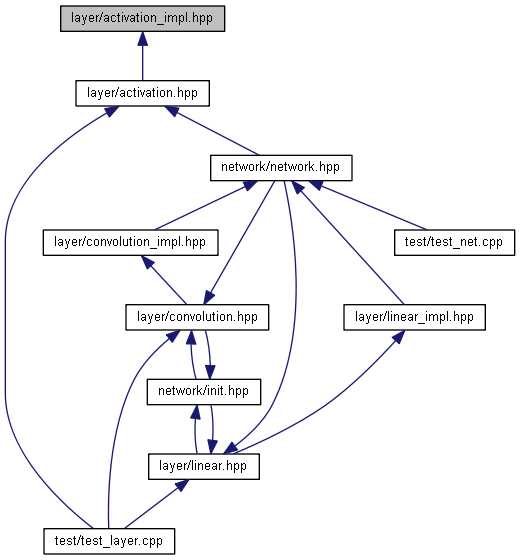 layer/activation_impl.hpp
layer/activation.hpp
network/network.hpp
layer/convolution_impl.hpp
test/test_net.cpp
layer/convolution.hpp
layer/linear_impl.hpp
network/init.hpp
layer/linear.hpp
test/test_layer.cpp